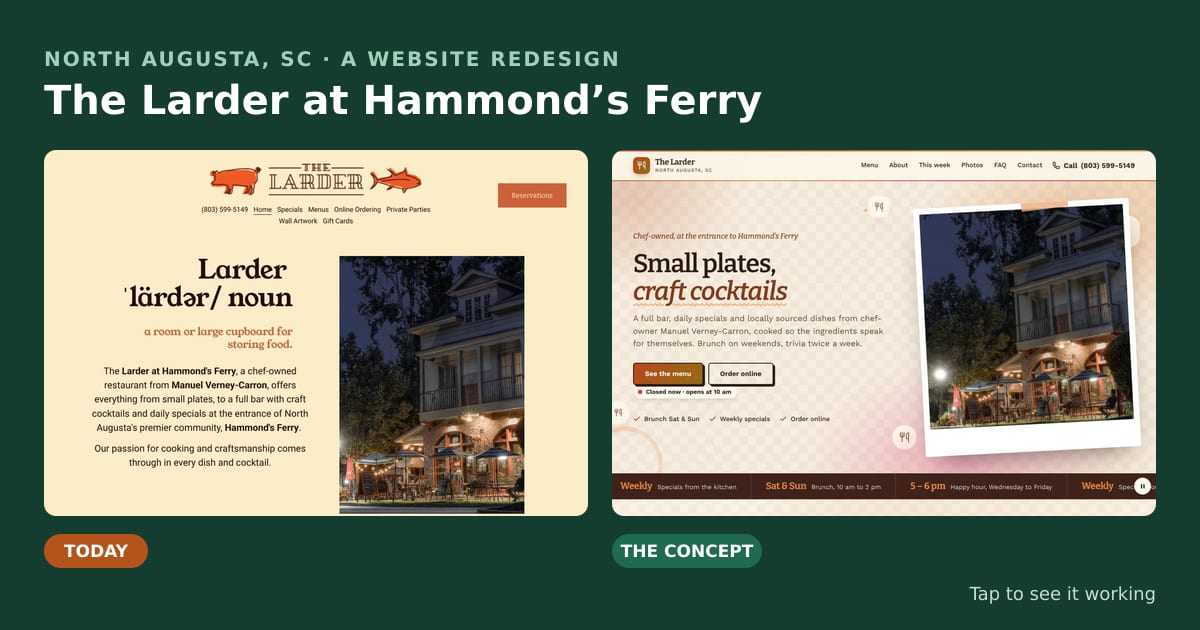 NORTH AUGUSTA, SC · A WEBSITE REDESIGN
The Larder at Hammond’s Ferry
THE
LARDER
Reservations
(803) 599-5149 Home Specials Menus Online Ordering Private Parties
Wall Artwork Gift Cards
Larder
'lärdər/ noun
a room or large cupboard for
storing food.
The Larder at Hammond's Ferry, a chef-owned
restaurant from Manuel Verney-Carron, offers
everything from small plates, to a full bar with craft
cocktails and daily specials at the entrance of North
Augusta's premier community, Hammond's Ferry.
Our passion for cooking and craftsmanship comes
through in every dish and cocktail.
TODAY
The Larder
NORTH AUGUSTA, SC
Menu About This week Photos FAQ Contact Call (803) 599-5149
Chef-owned, at the entrance to Hammond's Ferry
Small plates,
craft cocktails
A full bar, daily specials and locally sourced dishes from chef-
owner Manuel Verney-Carron, cooked so the ingredients speak
for themselves. Brunch on weekends, trivia twice a week.
See the menu Order online
Closed now · opens at 10 am
Brunch Sat & Sun Weekly specials Order online
Weekly Specials from the kitchen Sat & Sun Brunch, 10 am to 2 pm 5–6 pm Happy hour, Wednesday to Friday Weekly
THE CONCEPT
Tap to see it working